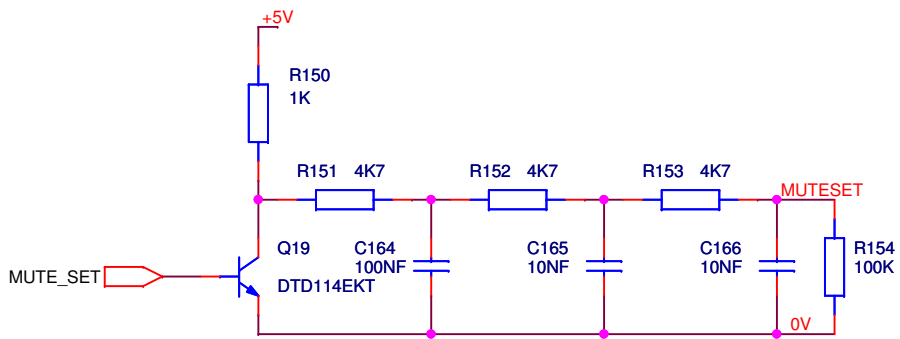 +5V
R150
1K
R151 4K7
R152 4K7
R153 4K7
MUTESET
Q19
C164
100NF
C165
10NF
C166
10NF
R154
100K
MUTE_SET
DTD114EKT
0V